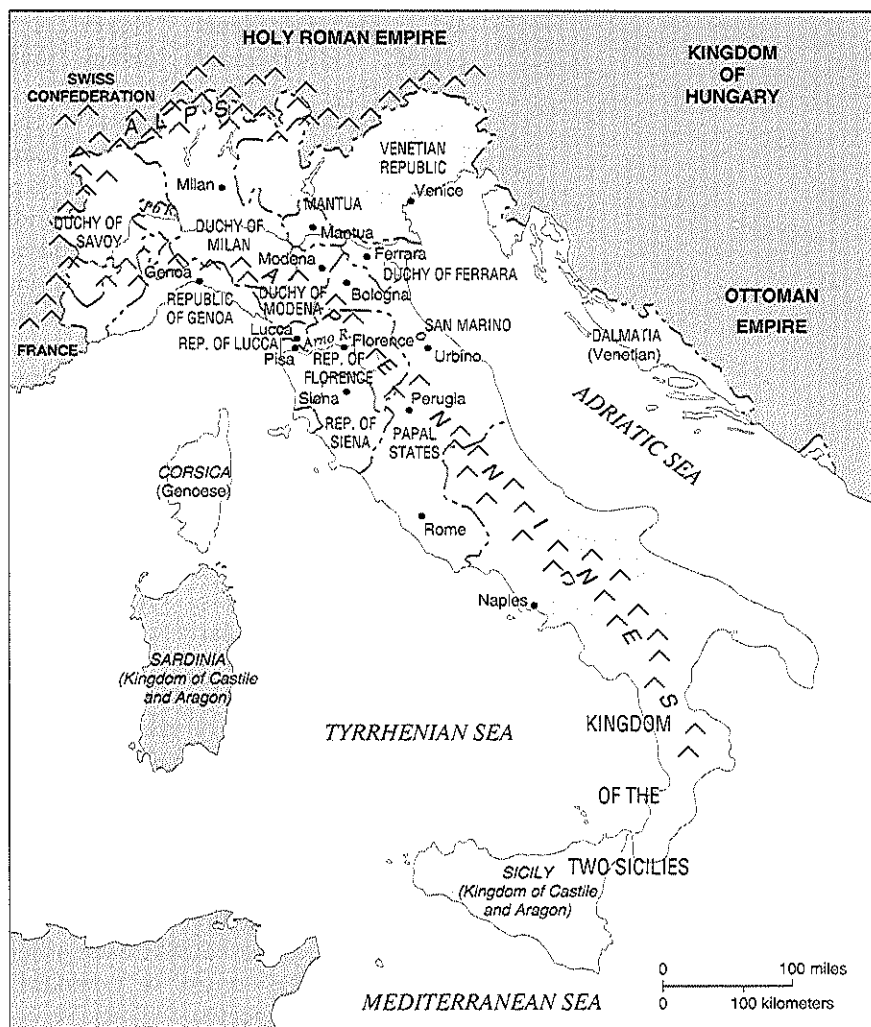 HOLY ROMAN EMPIRE
KINGDOM
OF
HUNGARY
SWISS
CONFEDERATION
ALPS
VENETIAN
REPUBLIC
Milan
Venice
MANTUA
Mantua
Po R.
DUCHY OF
SAVOY
DUCHY OF
MILAN
Ferrara
DUCHY OF FERRARA
Modena
Genoa
DUCHY OF
MODENA
Bologna
REPUBLIC
OF GENOA
OTTOMAN
EMPIRE
Lucca
REP. OF LUCCA
Arno R.
Florence
SAN MARINO
DALMATIA
(Venetian)
FRANCE
Pisa
REP. OF
FLORENCE
Urbino
Siena
Perugia
REP. OF
SIENA
PAPAL
STATES
APENNINES
ADRIATIC SEA
CORSICA
(Genoese)
Rome
Naples
SARDINIA
(Kingdom of Castile
and Aragon)
TYRRHENIAN SEA
KINGDOM
OF THE
TWO SICILIES
SICILY
(Kingdom of Castile
and Aragon)
0 100 miles
0 100 kilometers
MEDITERRANEAN SEA